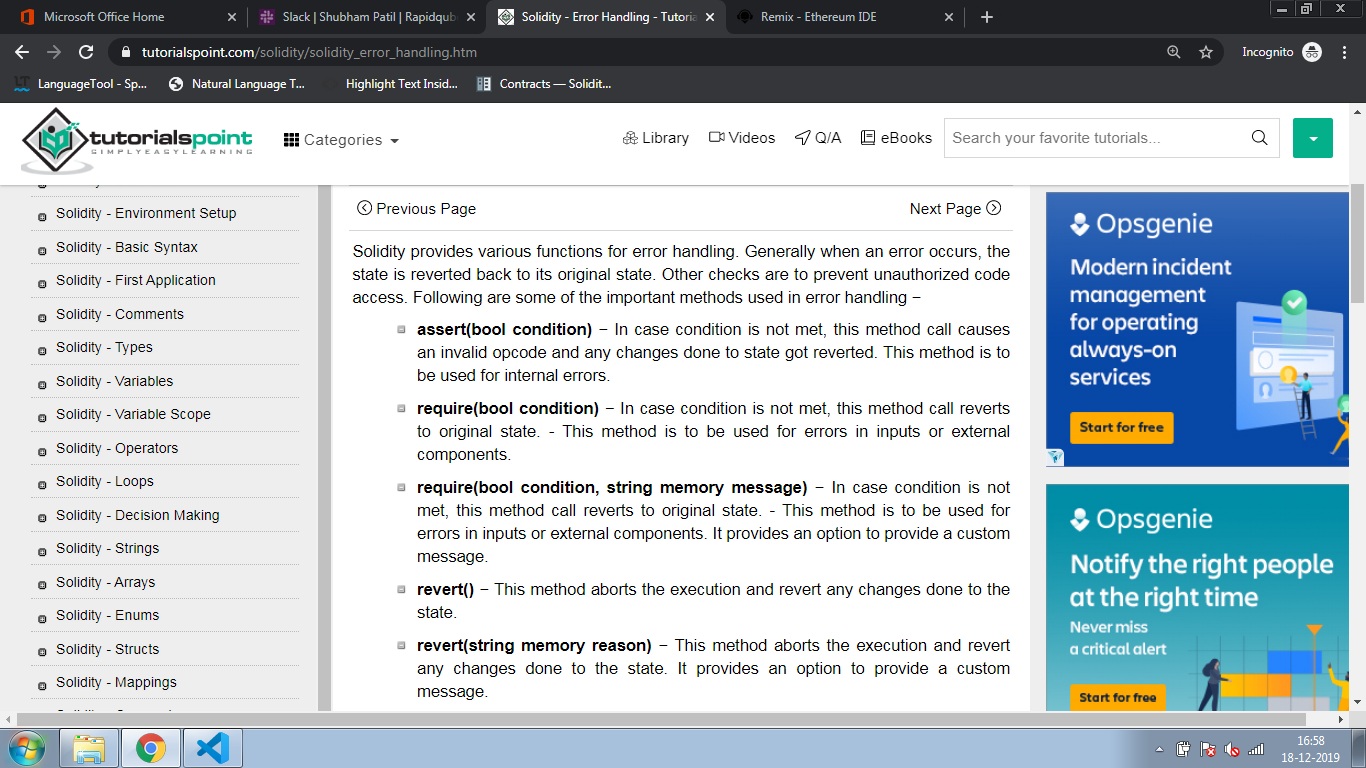 Microsoft Office Home
Slack | Shubham Patil | Rapidqub
Solidity - Error Handling - Tutoria
Remix - Ethereum IDE
tutorialspoint.com/solidity/solidity_error_handling.htm
Incognito
LanguageTool - Sp...
Natural Language T...
Highlight Text Insid...
Contracts — Solidit...
tutorialspoint
SIMPLYEASYLEARNING
Categories
Library
Videos
Q/A
eBooks
Search your favorite tutorials...
Solidity - Environment Setup
Solidity - Basic Syntax
Solidity - First Application
Solidity - Comments
Solidity - Types
Solidity - Variables
Solidity - Variable Scope
Solidity - Operators
Solidity - Loops
Solidity - Decision Making
Solidity - Strings
Solidity - Arrays
Solidity - Enums
Solidity - Structs
Solidity - Mappings
Previous Page
Next Page
Solidity provides various functions for error handling. Generally when an error occurs, the
state is reverted back to its original state. Other checks are to prevent unauthorized code
access. Following are some of the important methods used in error handling −
assert(bool condition) − In case condition is not met, this method call causes
an invalid opcode and any changes done to state got reverted. This method is to
be used for internal errors.
require(bool condition) − In case condition is not met, this method call reverts
to original state. - This method is to be used for errors in inputs or external
components.
require(bool condition, string memory message) − In case condition is not
met, this method call reverts to original state. - This method is to be used for
errors in inputs or external components. It provides an option to provide a custom
message.
revert() − This method aborts the execution and revert any changes done to the
state.
revert(string memory reason) − This method aborts the execution and revert
any changes done to the state. It provides an option to provide a custom
message.
Opsgenie
Modern incident
management
for operating
always-on
services
Start for free
Opsgenie
Notify the right people
at the right time
Never miss
a critical alert
Start for free
16:58
18-12-2019